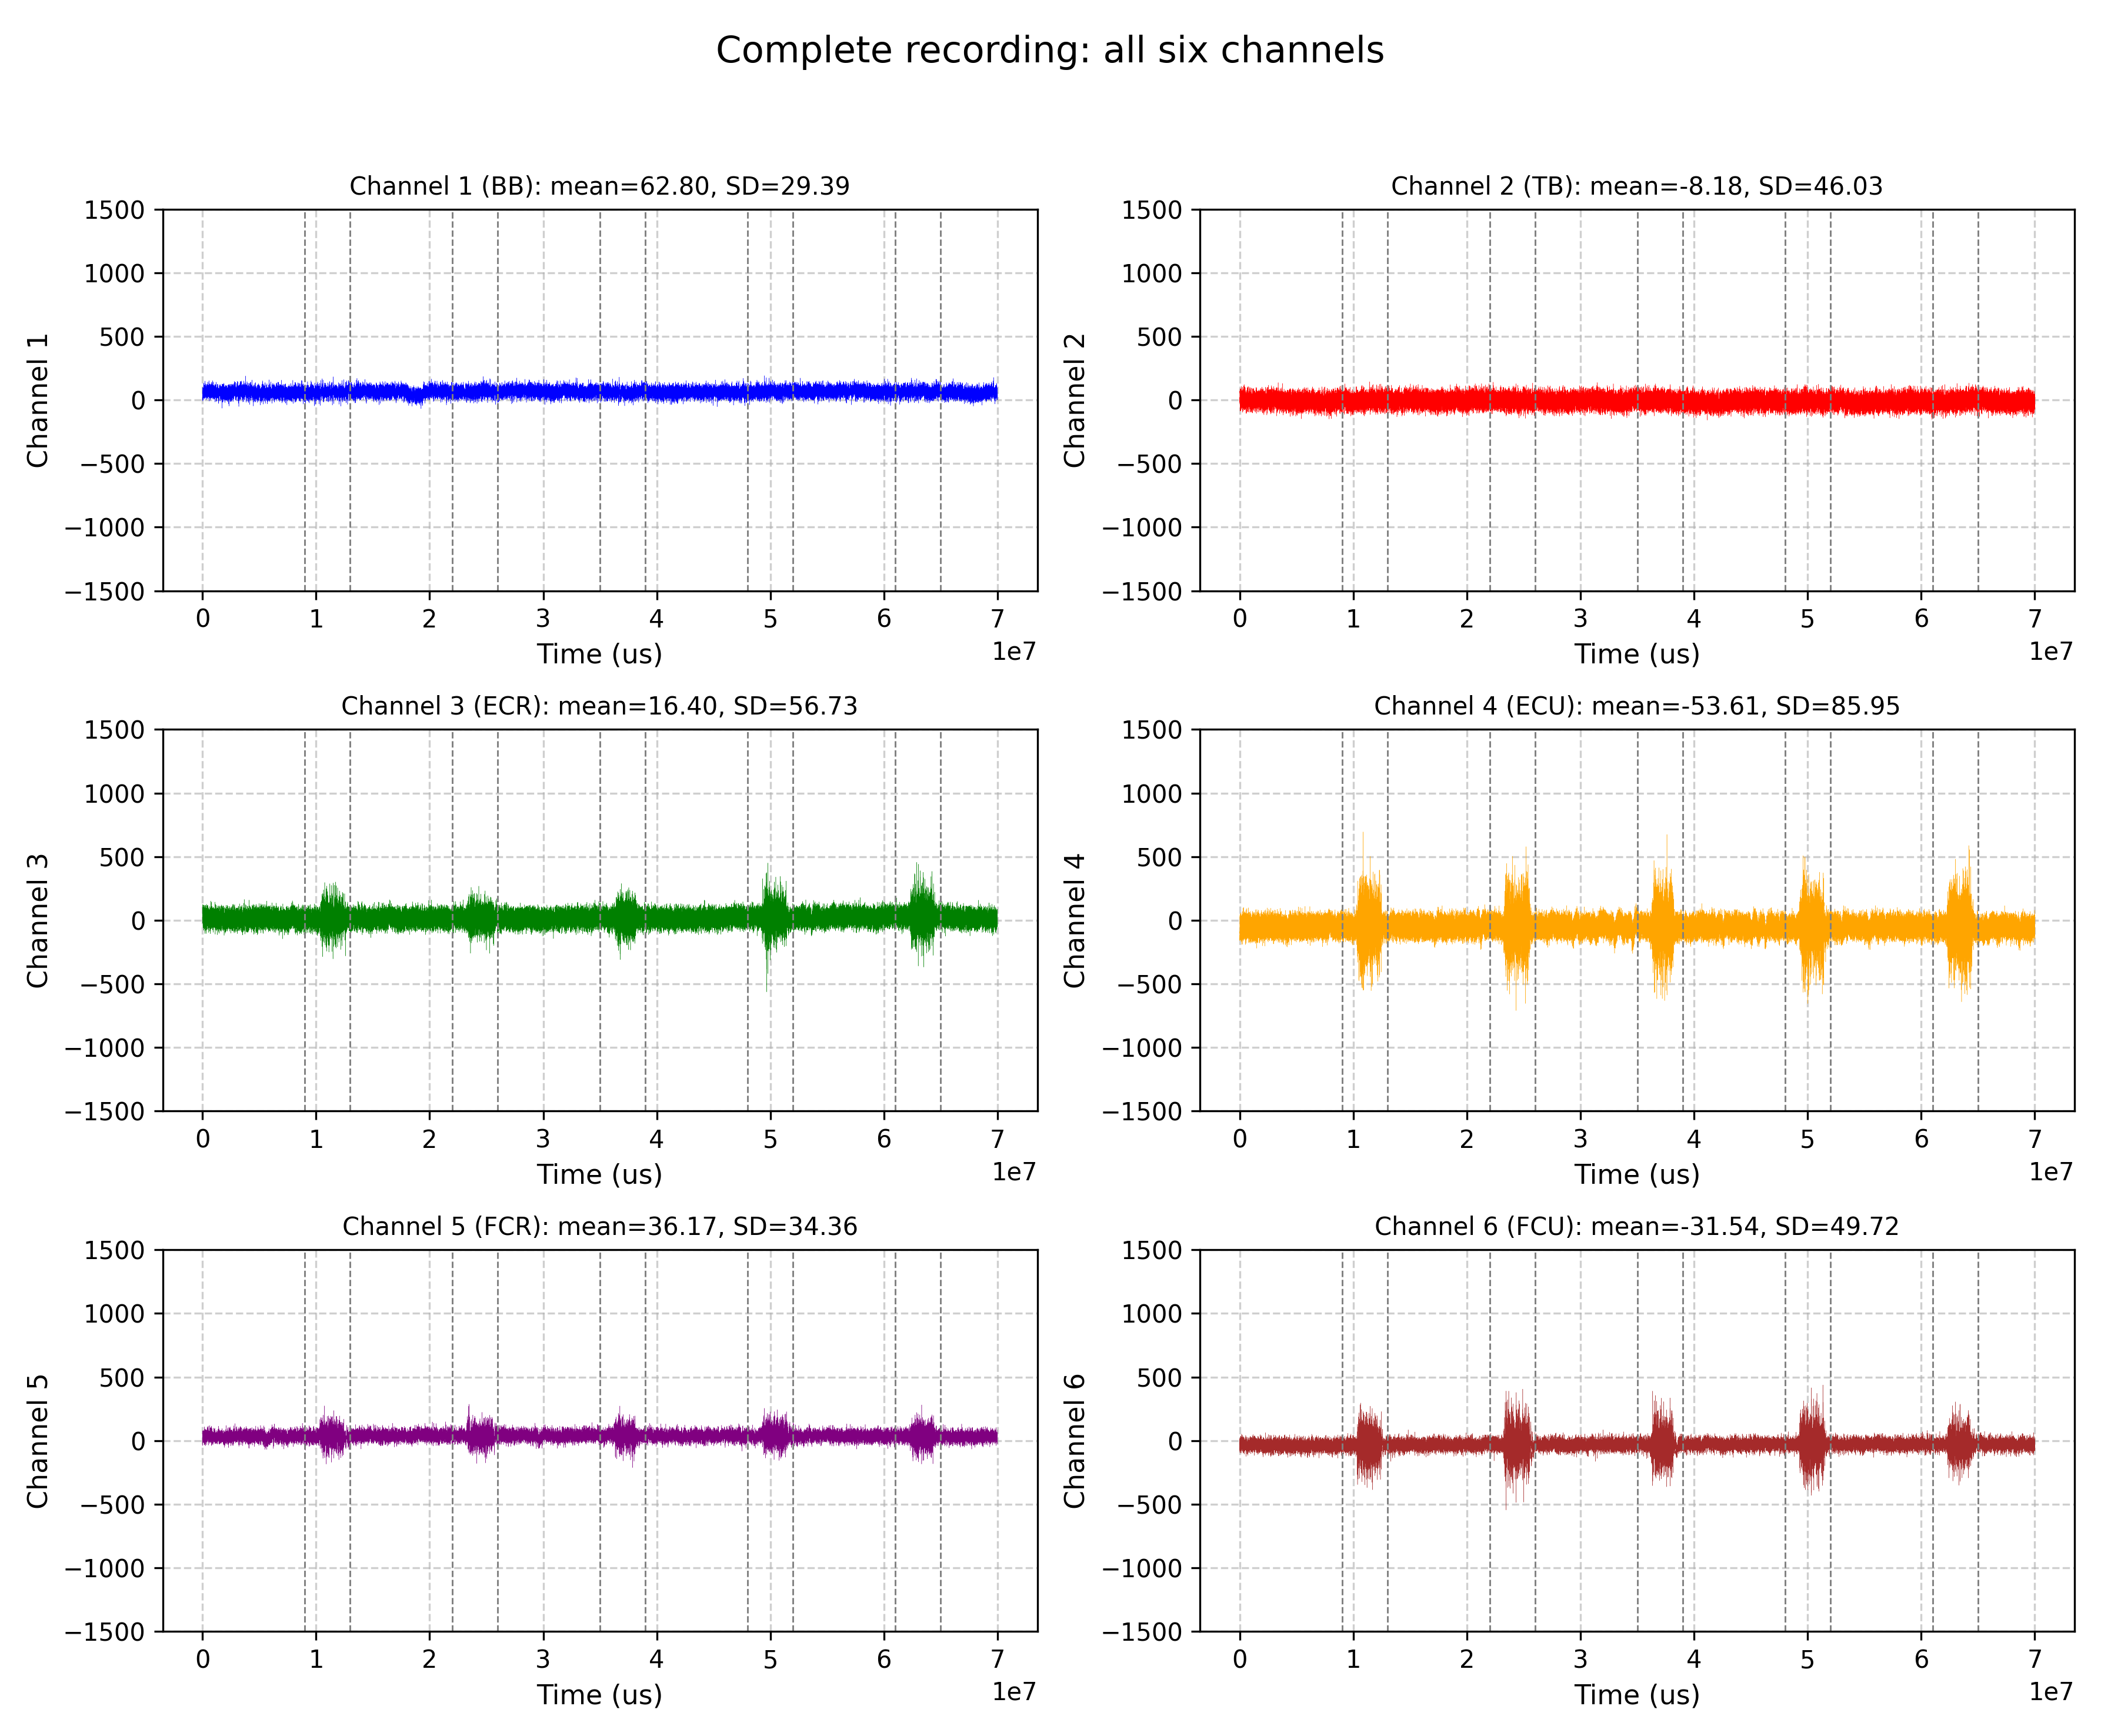 Complete recording: all six channels
Channel 1 (BB): mean=62.80, SD=29.39
1500
1000
500
0
−500
−1000
−1500
Channel 1
0 1 2 3 4 5 6 7
1e7
Time (us)
Channel 2 (TB): mean=-8.18, SD=46.03
1500
1000
500
0
−500
−1000
−1500
Channel 2
0 1 2 3 4 5 6 7
1e7
Time (us)
Channel 3 (ECR): mean=16.40, SD=56.73
1500
1000
500
0
−500
−1000
−1500
Channel 3
0 1 2 3 4 5 6 7
1e7
Time (us)
Channel 4 (ECU): mean=-53.61, SD=85.95
1500
1000
500
0
−500
−1000
−1500
Channel 4
0 1 2 3 4 5 6 7
1e7
Time (us)
Channel 5 (FCR): mean=36.17, SD=34.36
1500
1000
500
0
−500
−1000
−1500
Channel 5
0 1 2 3 4 5 6 7
1e7
Time (us)
Channel 6 (FCU): mean=-31.54, SD=49.72
1500
1000
500
0
−500
−1000
−1500
Channel 6
0 1 2 3 4 5 6 7
1e7
Time (us)